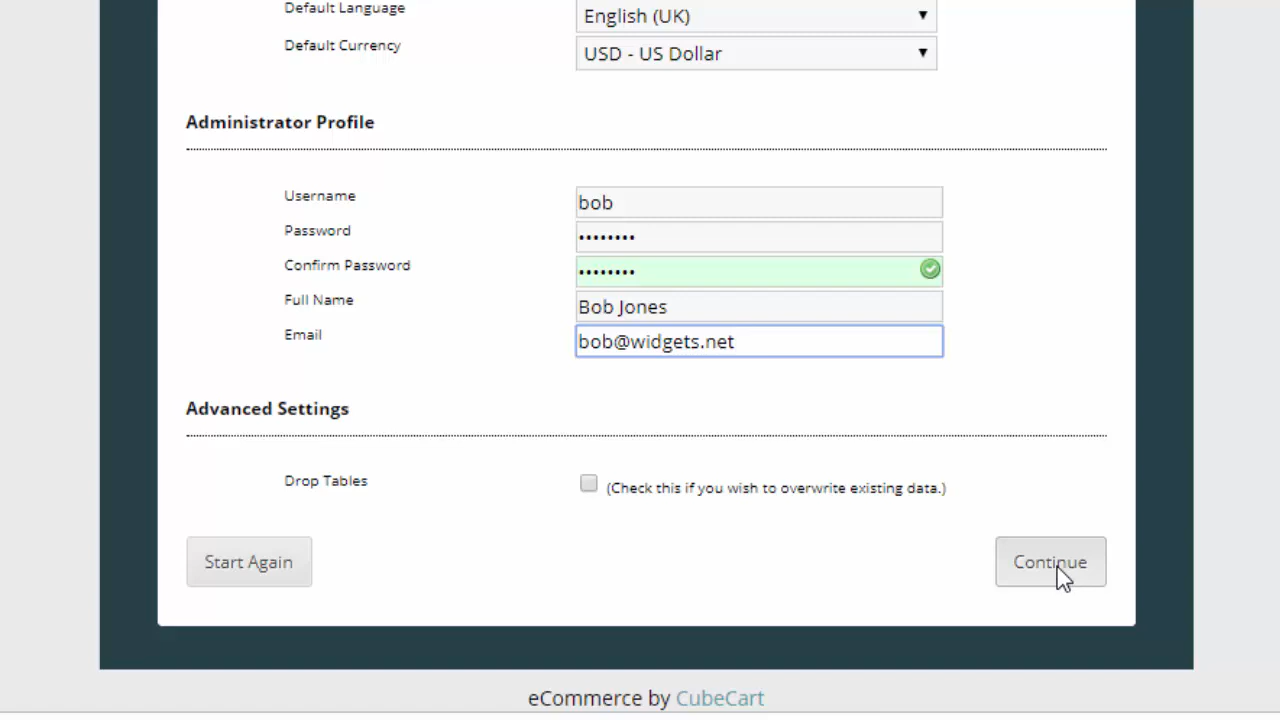 Default Language
English (UK)
Default Currency
USD - US Dollar
Administrator Profile
Username
bob
Password
••••••••
Confirm Password
••••••••
Full Name
Bob Jones
Email
bob@widgets.net
Advanced Settings
Drop Tables
(Check this if you wish to overwrite existing data.)
Start Again
Continue
eCommerce by CubeCart